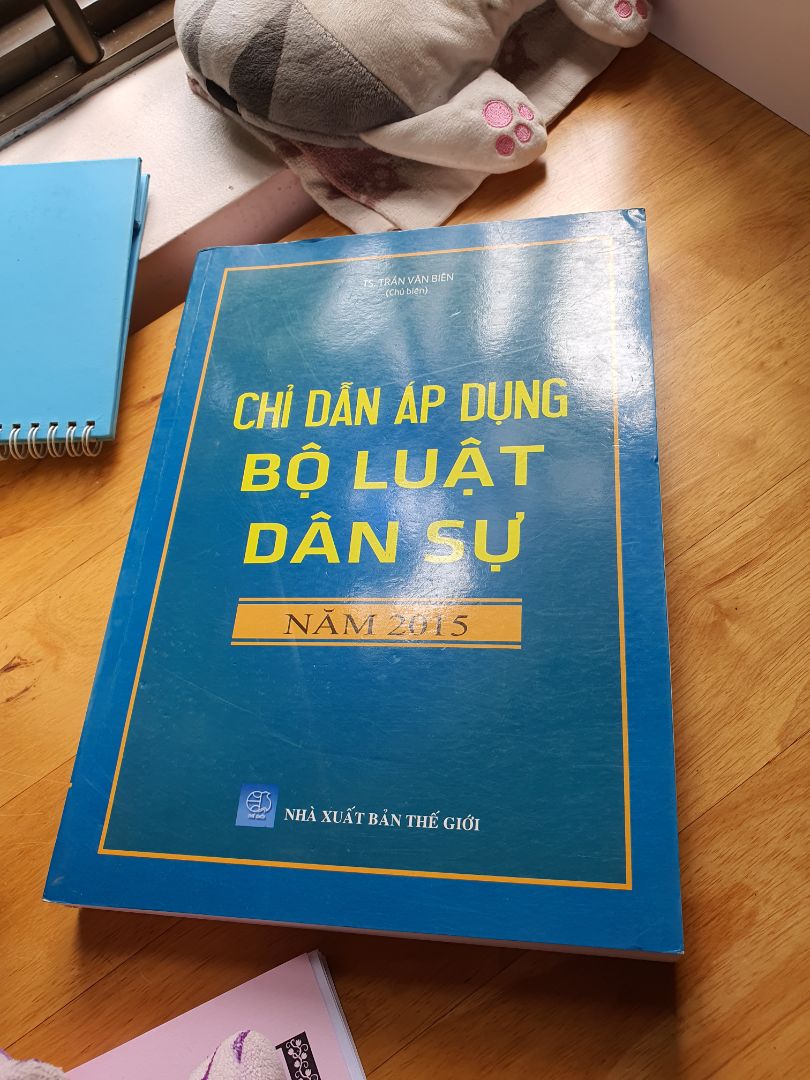 TS. TRẦN VĂN BIÊN
(Chủ biên)
CHỈ DẪN ÁP DỤNG
BỘ LUẬT
DÂN SỰ
NĂM 2015
NHÀ XUẤT BẢN THẾ GIỚI